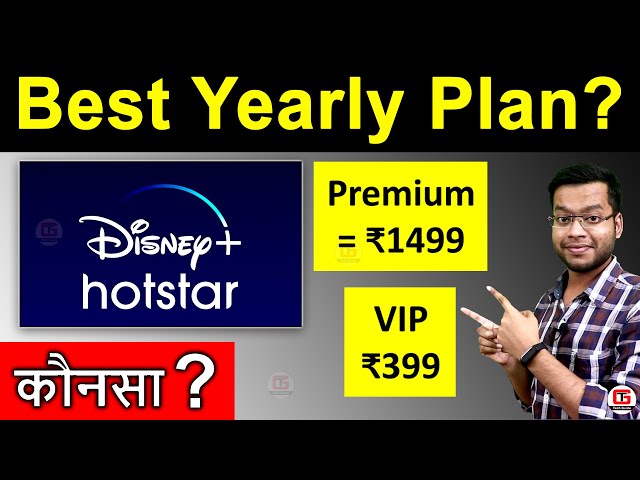 Best Yearly Plan?
Disney+
hotstar
Premium
= ₹1499
VIP
₹399
कौनसा ?